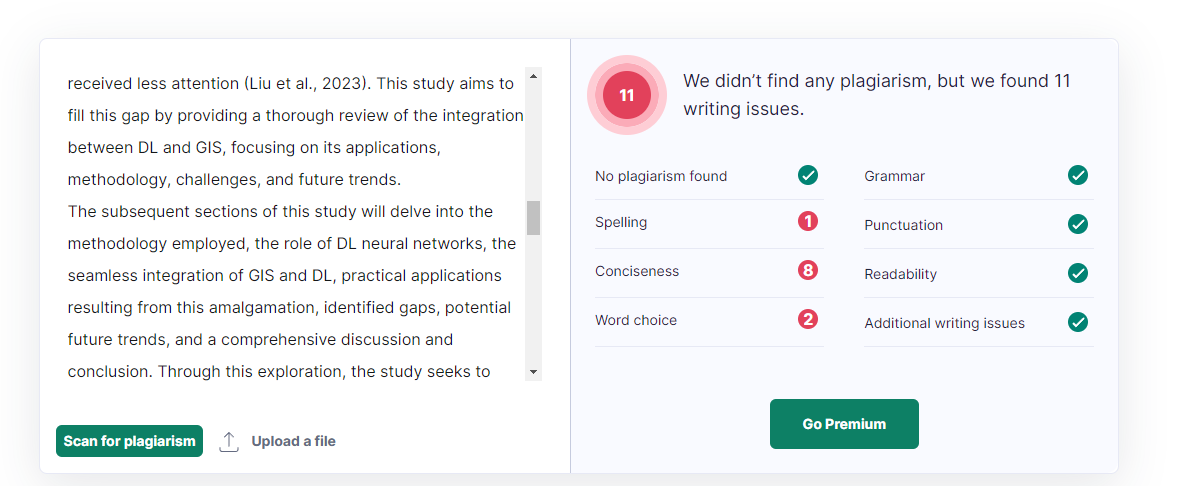 received less attention (Liu et al., 2023). This study aims to
fill this gap by providing a thorough review of the integration
between DL and GIS, focusing on its applications,
methodology, challenges, and future trends.
The subsequent sections of this study will delve into the
methodology employed, the role of DL neural networks, the
seamless integration of GIS and DL, practical applications
resulting from this amalgamation, identified gaps, potential
future trends, and a comprehensive discussion and
conclusion. Through this exploration, the study seeks to
Scan for plagiarism
Upload a file
11
We didn’t find any plagiarism, but we found 11
writing issues.
No plagiarism found
Spelling 1
Conciseness 8
Word choice 2
Grammar
Punctuation
Readability
Additional writing issues
Go Premium